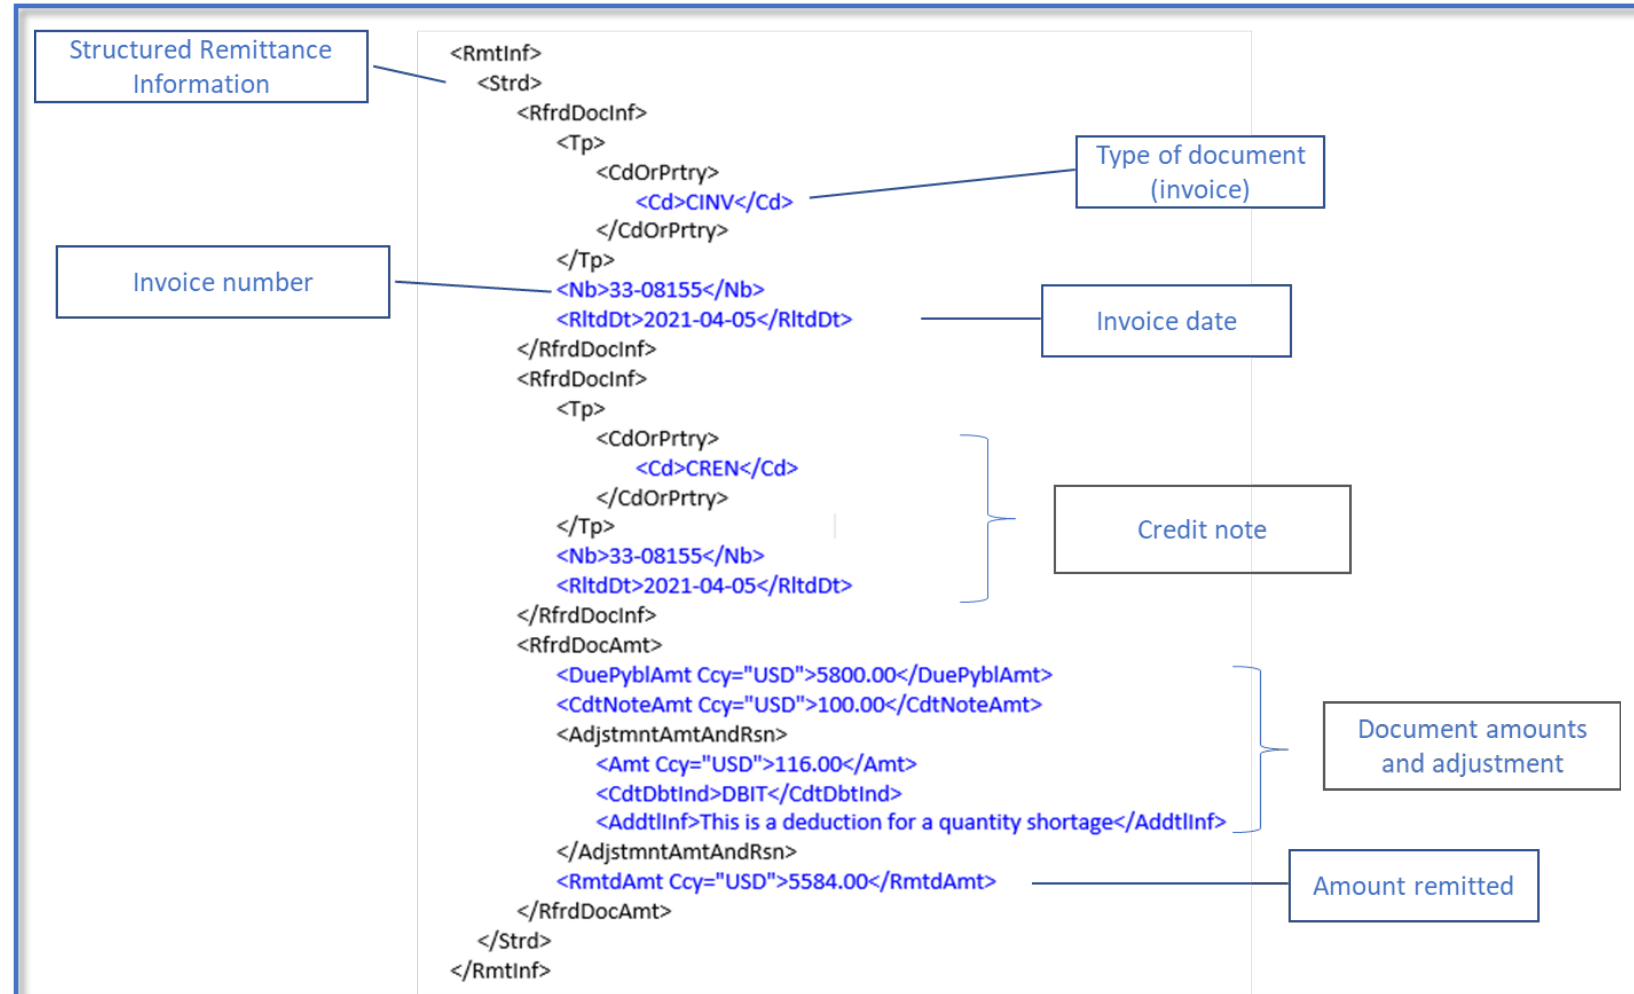 Structured Remittance
Information
<RmtInf>
<Strd>
<RfrdDocInf>
<Tp>
<CdOrPrtry>
<Cd>CINV</Cd>
Type of document
(invoice)
</CdOrPrtry>
</Tp>
Invoice number
<Nb>33-08155</Nb>
<RltdDt>2021-04-05</RltdDt>
Invoice date
</RfrdDocInf>
<RfrdDocInf>
<Tp>
<CdOrPrtry>
<Cd>CREN</Cd>
</CdOrPrtry>
</Tp>
<Nb>33-08155</Nb>
<RltdDt>2021-04-05</RltdDt>
Credit note
</RfrdDocInf>
<RfrdDocAmt>
<DuePyblAmt Ccy="USD">5800.00</DuePyblAmt>
<CdtNoteAmt Ccy="USD">100.00</CdtNoteAmt>
<AdjstmntAmtAndRsn>
<Amt Ccy="USD">116.00</Amt>
<CdtDbtInd>DBIT</CdtDbtInd>
<AddtlInf>This is a deduction for a quantity shortage</AddtlInf>
Document amounts
and adjustment
</AdjstmntAmtAndRsn>
<RmtdAmt Ccy="USD">5584.00</RmtdAmt>
Amount remitted
</RfrdDocAmt>
</Strd>
</RmtInf>